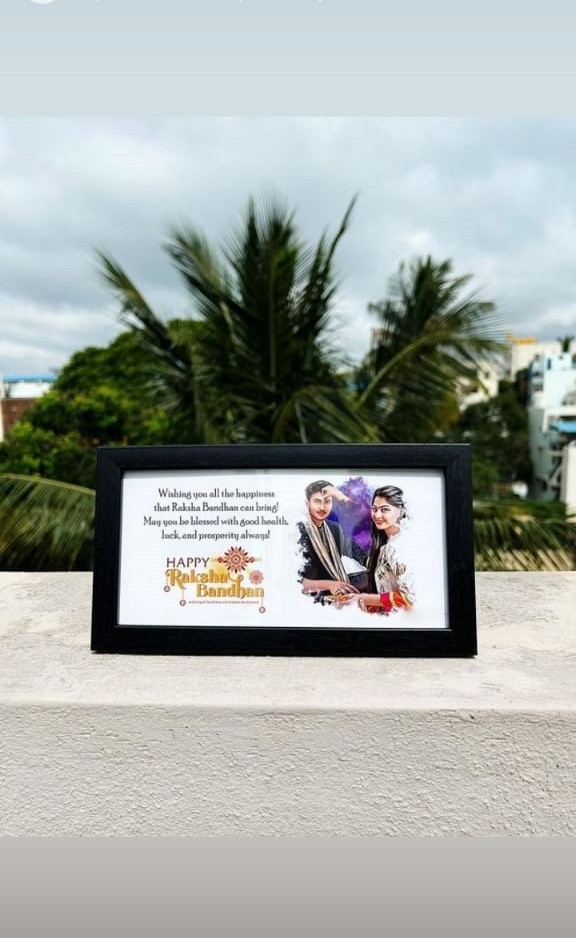 Wishing you all the happiness
that Raksha Bandhan can bring!
May you be blessed with good health,
luck, and prosperity always!
HAPPY
Raksha
Bandhan